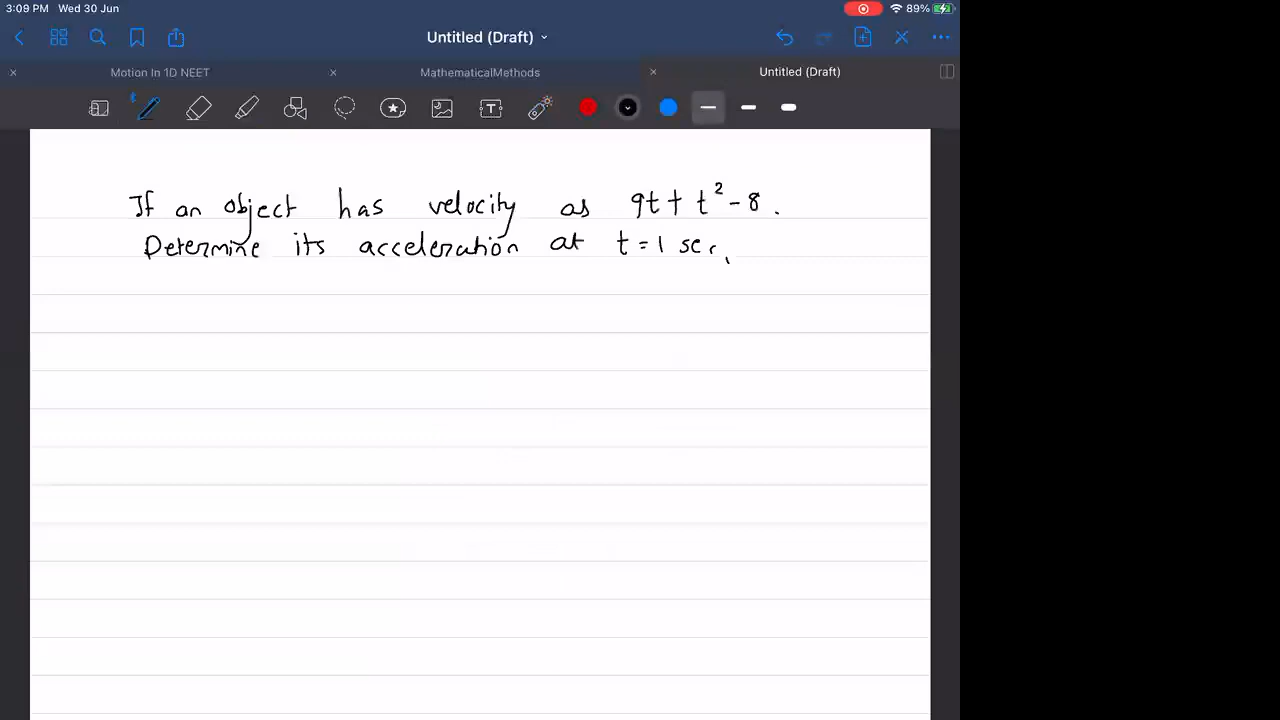 3:09 PM Wed 30 Jun 89%
Untitled (Draft)
Motion In 1D NEET MathematicalMethods Untitled (Draft)
If an object has velocity as 9t + t² - 8.
Determine its acceleration at t = 1 sec.